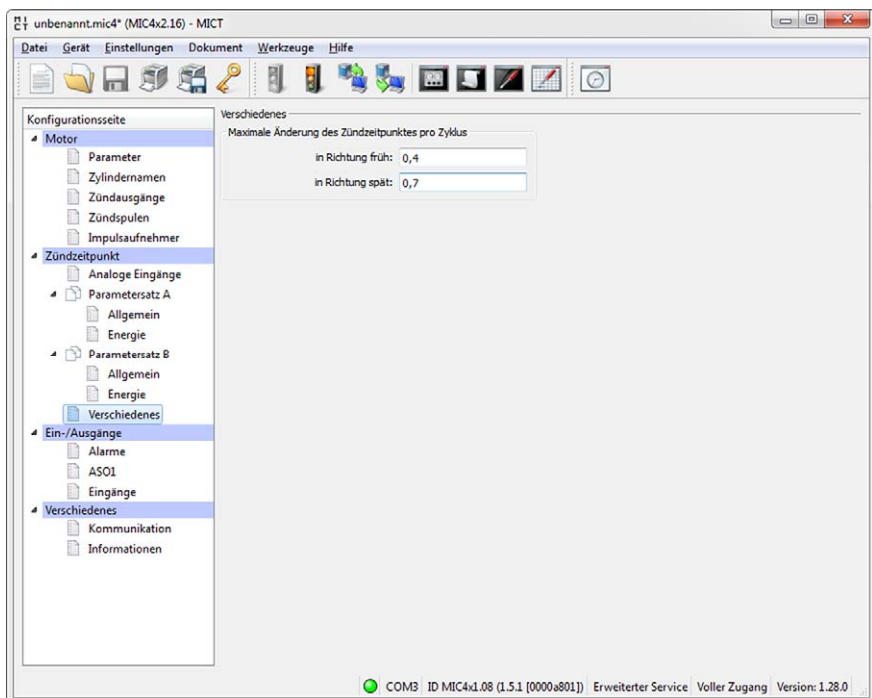 unbenannt.mic4* (MIC4x2.16) - MICT
Datei Gerät Einstellungen Dokument Werkzeuge Hilfe
Konfigurationsseite
Motor
Parameter
Zylindernamen
Zündausgänge
Zündspulen
Impulsaufnehmer
Zündzeitpunkt
Analoge Eingänge
Parametersatz A
Allgemein
Energie
Parametersatz B
Allgemein
Energie
Verschiedenes
Ein-/Ausgänge
Alarme
ASO1
Eingänge
Verschiedenes
Kommunikation
Informationen
Verschiedenes
Maximale Änderung des Zündzeitpunktes pro Zyklus
in Richtung früh: 0,4
in Richtung spät: 0,7
COM3 ID MIC4x1.08 (1.5.1 [0000a801]) Erweiterter Service Voller Zugang Version: 1.28.0